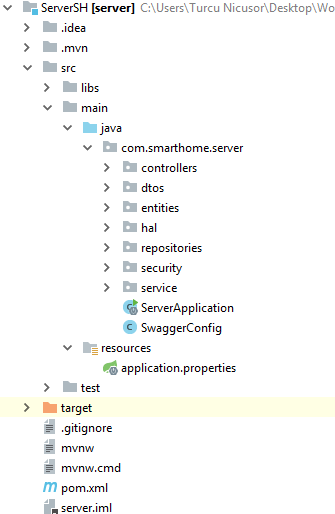 ServerSH [server] C:\Users\Turcu Nicusor\Desktop\Wo
.idea
.mvn
src
libs
main
java
com.smarthome.server
controllers
dtos
entities
hal
repositories
security
service
ServerApplication
SwaggerConfig
resources
application.properties
test
target
.gitignore
mvnw
mvnw.cmd
pom.xml
server.iml